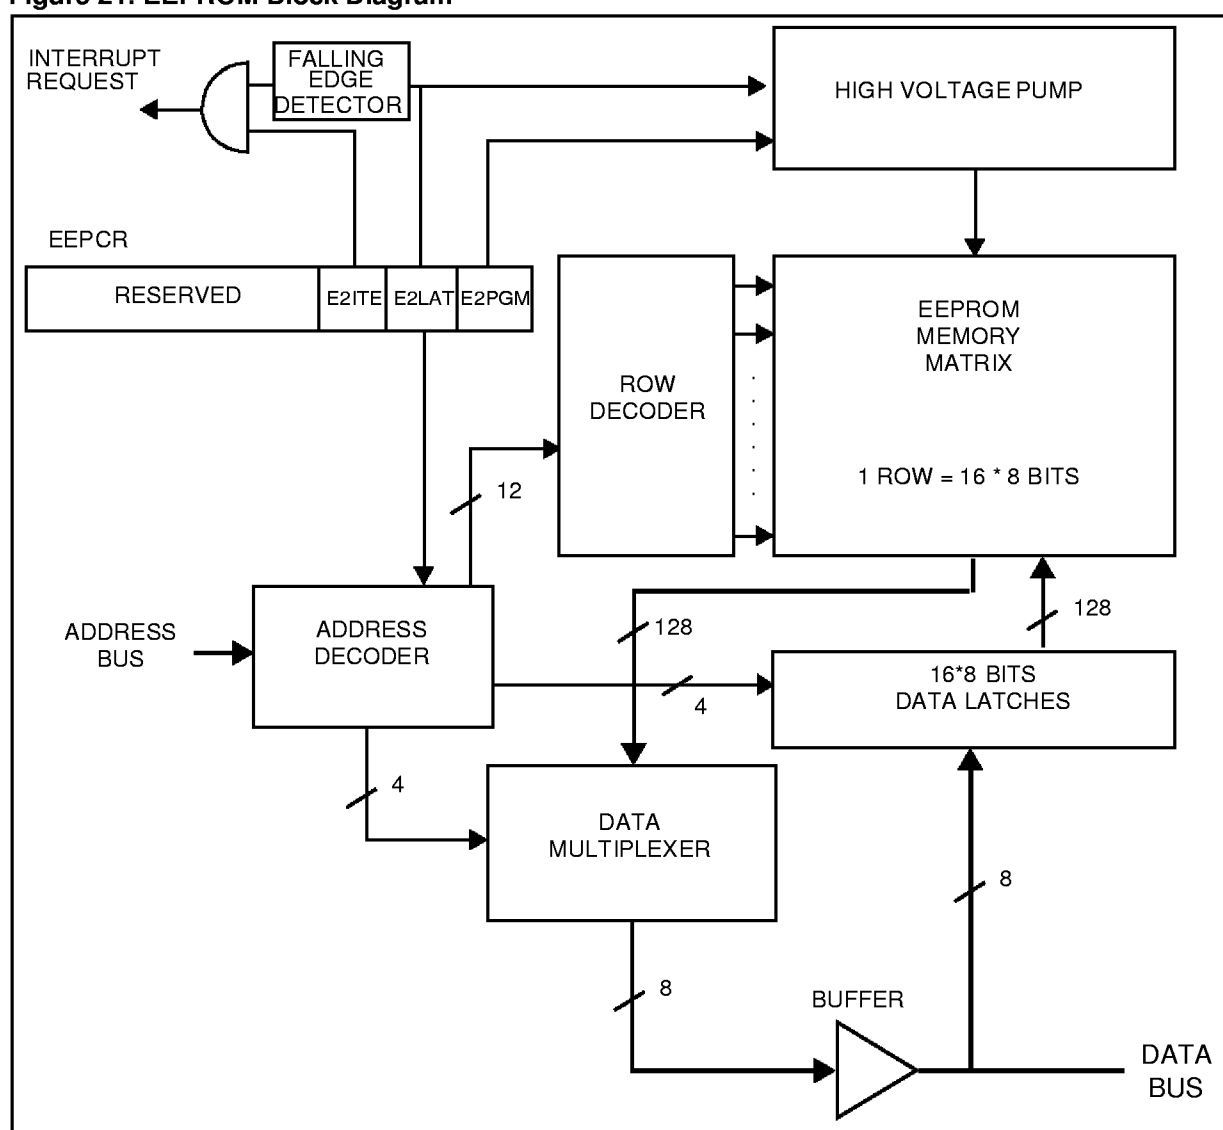 Figure 21. EEPROM Block Diagram
INTERRUPT
REQUEST
FALLING
EDGE
DETECTOR
HIGH VOLTAGE PUMP
EEPCR
RESERVED
E2ITE
E2LAT
E2PGM
ROW
DECODER
EEPROM
MEMORY
MATRIX
1 ROW = 16 * 8 BITS
12
ADDRESS
BUS
ADDRESS
DECODER
128
128
4
16*8 BITS
DATA LATCHES
4
DATA
MULTIPLEXER
8
8
BUFFER
DATA
BUS